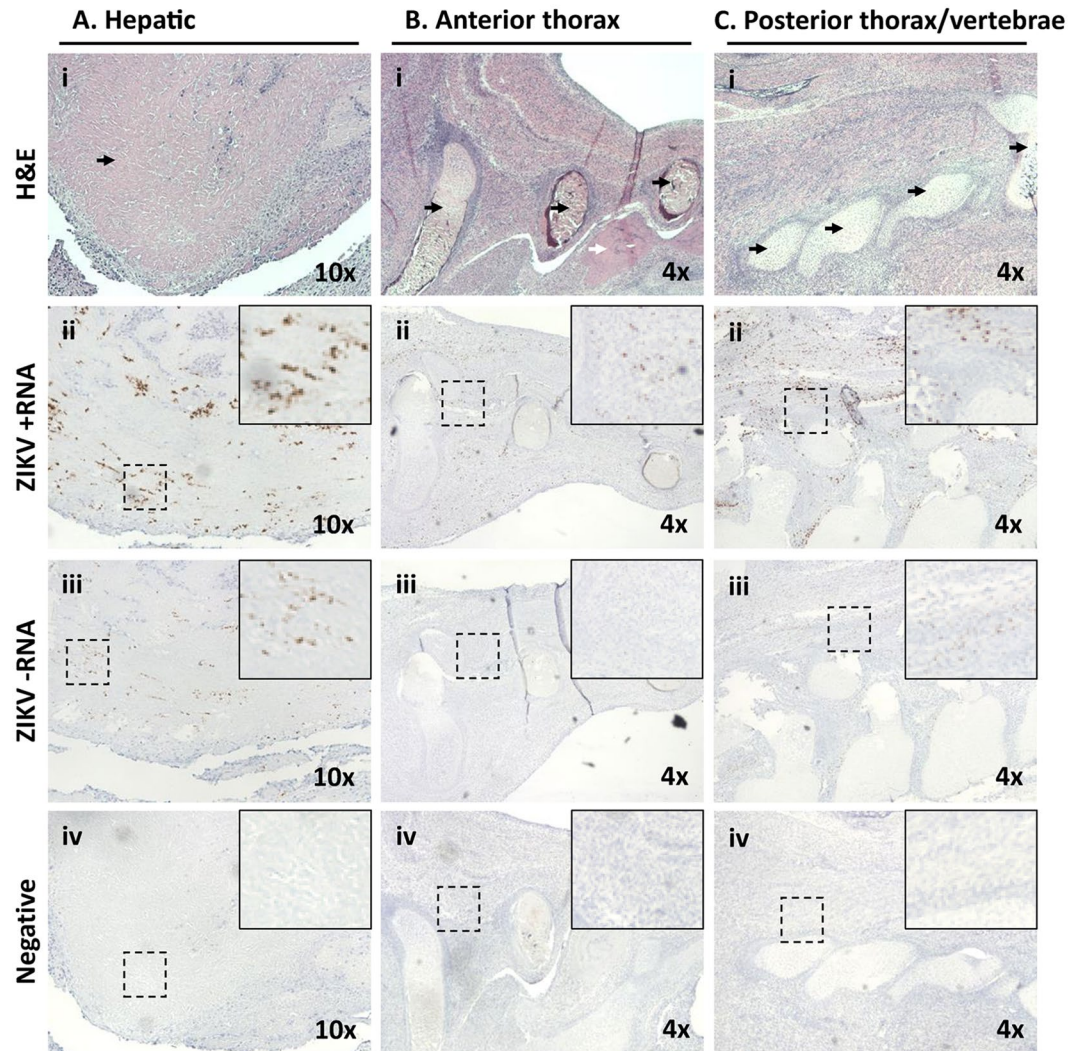 A. Hepatic
B. Anterior thorax
C. Posterior thorax/vertebrae
H&E
i
10x
i
4x
i
4x
ZIKV +RNA
ii
10x
ii
4x
ii
4x
ZIKV -RNA
iii
10x
iii
4x
iii
4x
Negative
iv
10x
iv
4x
iv
4x